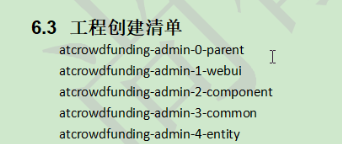 6.3 工程创建清单
atcrowdfunding-admin-0-parent
atcrowdfunding-admin-1-webui
atcrowdfunding-admin-2-component
atcrowdfunding-admin-3-common
atcrowdfunding-admin-4-entity